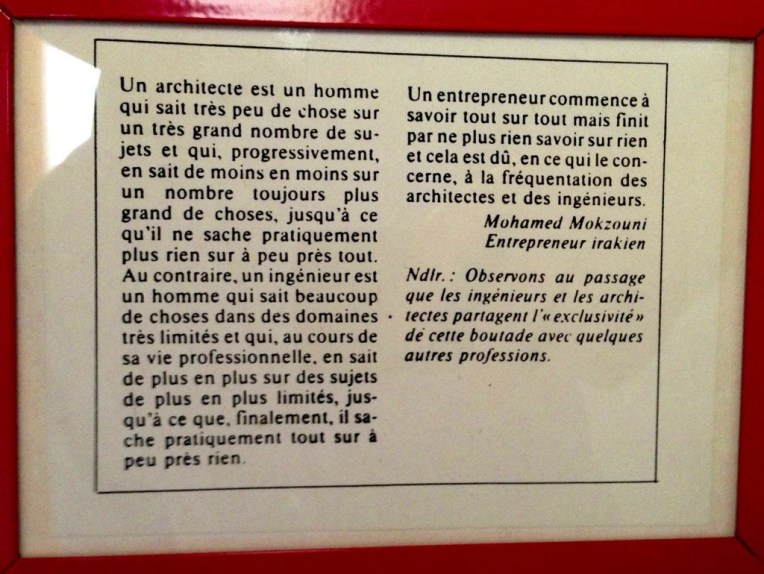 Un architecte est un homme
qui sait très peu de chose sur
un très grand nombre de su-
jets et qui, progressivement,
en sait de moins en moins sur
un nombre toujours plus
grand de choses, jusqu'à ce
qu'il ne sache pratiquement
plus rien sur à peu près tout.
Au contraire, un ingénieur est
un homme qui sait beaucoup
de choses dans des domaines
très limités et qui, au cours de
sa vie professionnelle, en sait
de plus en plus sur des sujets
de plus en plus limités, jus-
qu'à ce que, finalement, il sa-
che pratiquement tout sur à
peu près rien.
Un entrepreneur commence à
savoir tout sur tout mais finit
par ne plus rien savoir sur rien
et cela est dû, en ce qui le con-
cerne, à la fréquentation des
architectes et des ingénieurs.
Mohamed Mokzouni
Entrepreneur irakien
Ndlr. : Observons au passage
que les ingénieurs et les archi-
tectes partagent l'« exclusivité »
de cette boutade avec quelques
autres professions.